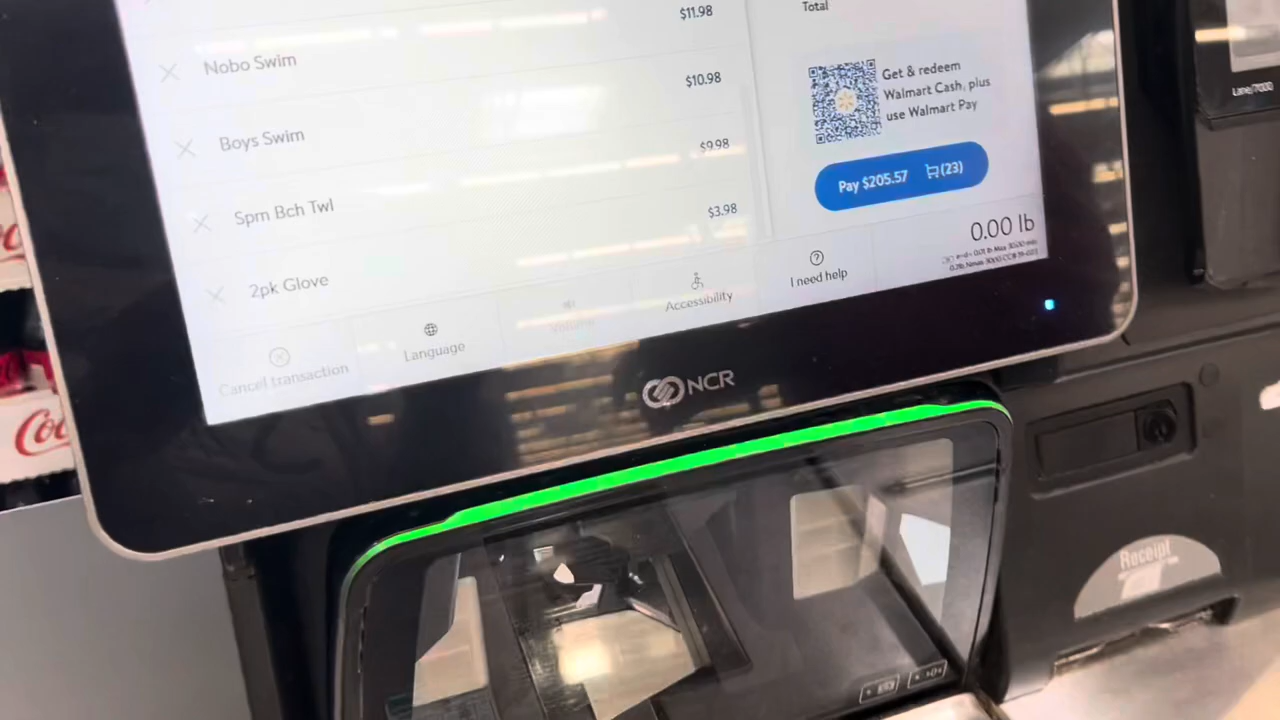 $11.98
Total
Nobo Swim
$10.98
Boys Swim
$9.98
Spm Bch Twl
$3.98
2pk Glove
Get & redeem
Walmart Cash, plus
use Walmart Pay
Pay $205.57 (23)
0.00 lb
Cancel transaction
Language
Volume
Accessibility
I need help
NCR
Receipt
Coc